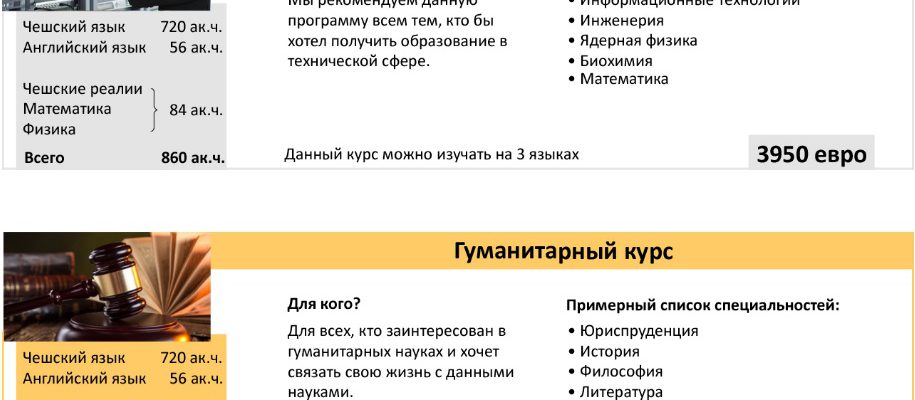 Мы рекомендуем данную
программу всем тем, кто бы
хотел получить образование в
технической сфере.
• Информационные технологии
• Инженерия
• Ядерная физика
• Биохимия
• Математика
Чешский язык 720 ак.ч.
Английский язык 56 ак.ч.
Чешские реалии
Математика 84 ак.ч.
Физика
Всего 860 ак.ч.
Данный курс можно изучать на 3 языках
3950 евро
Гуманитарный курс
Для кого?
Для всех, кто заинтересован в
гуманитарных науках и хочет
связать свою жизнь с данными
науками.
Примерный список специальностей:
• Юриспруденция
• История
• Философия
• Литература
Чешский язык 720 ак.ч.
Английский язык 56 ак.ч.